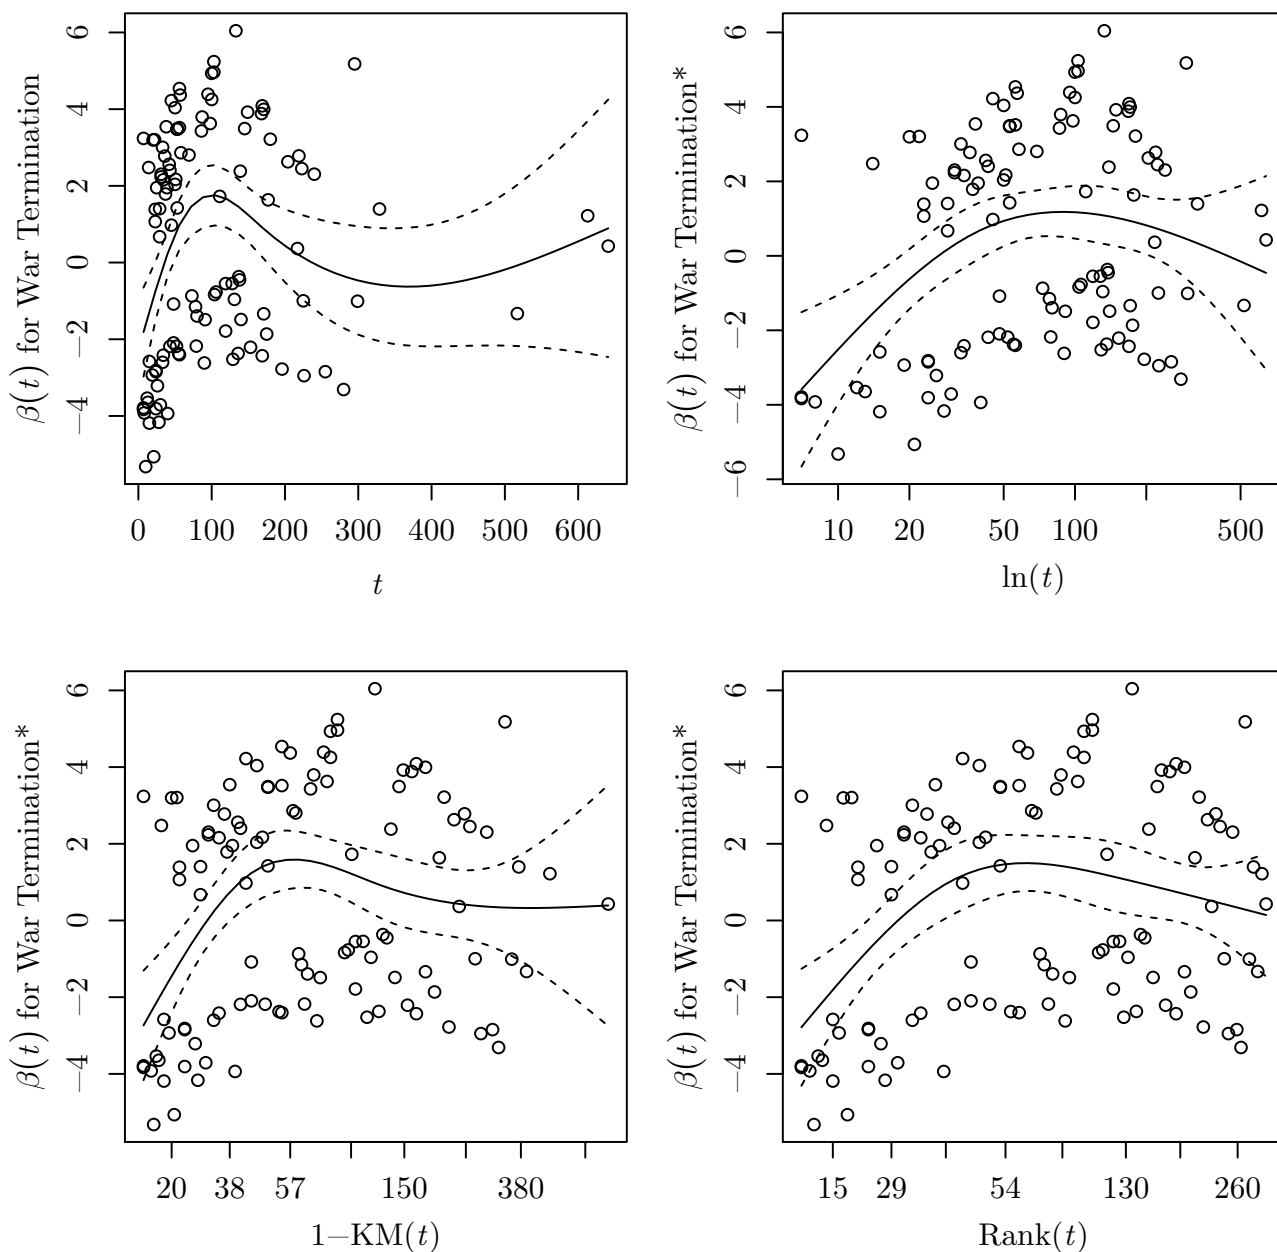 β(t) for War Termination
6
4
2
0
−2
−4
0 100 200 300 400 600
t
β(t) for War Termination*
6
4
2
0
−2
−4
−6
10 20 50 100 500
ln(t)
β(t) for War Termination*
6
4
2
0
−2
−4
20 38 57 150 380
1−KM(t)
β(t) for War Termination*
6
4
2
0
−2
−4
15 29 54 130 260
Rank(t)